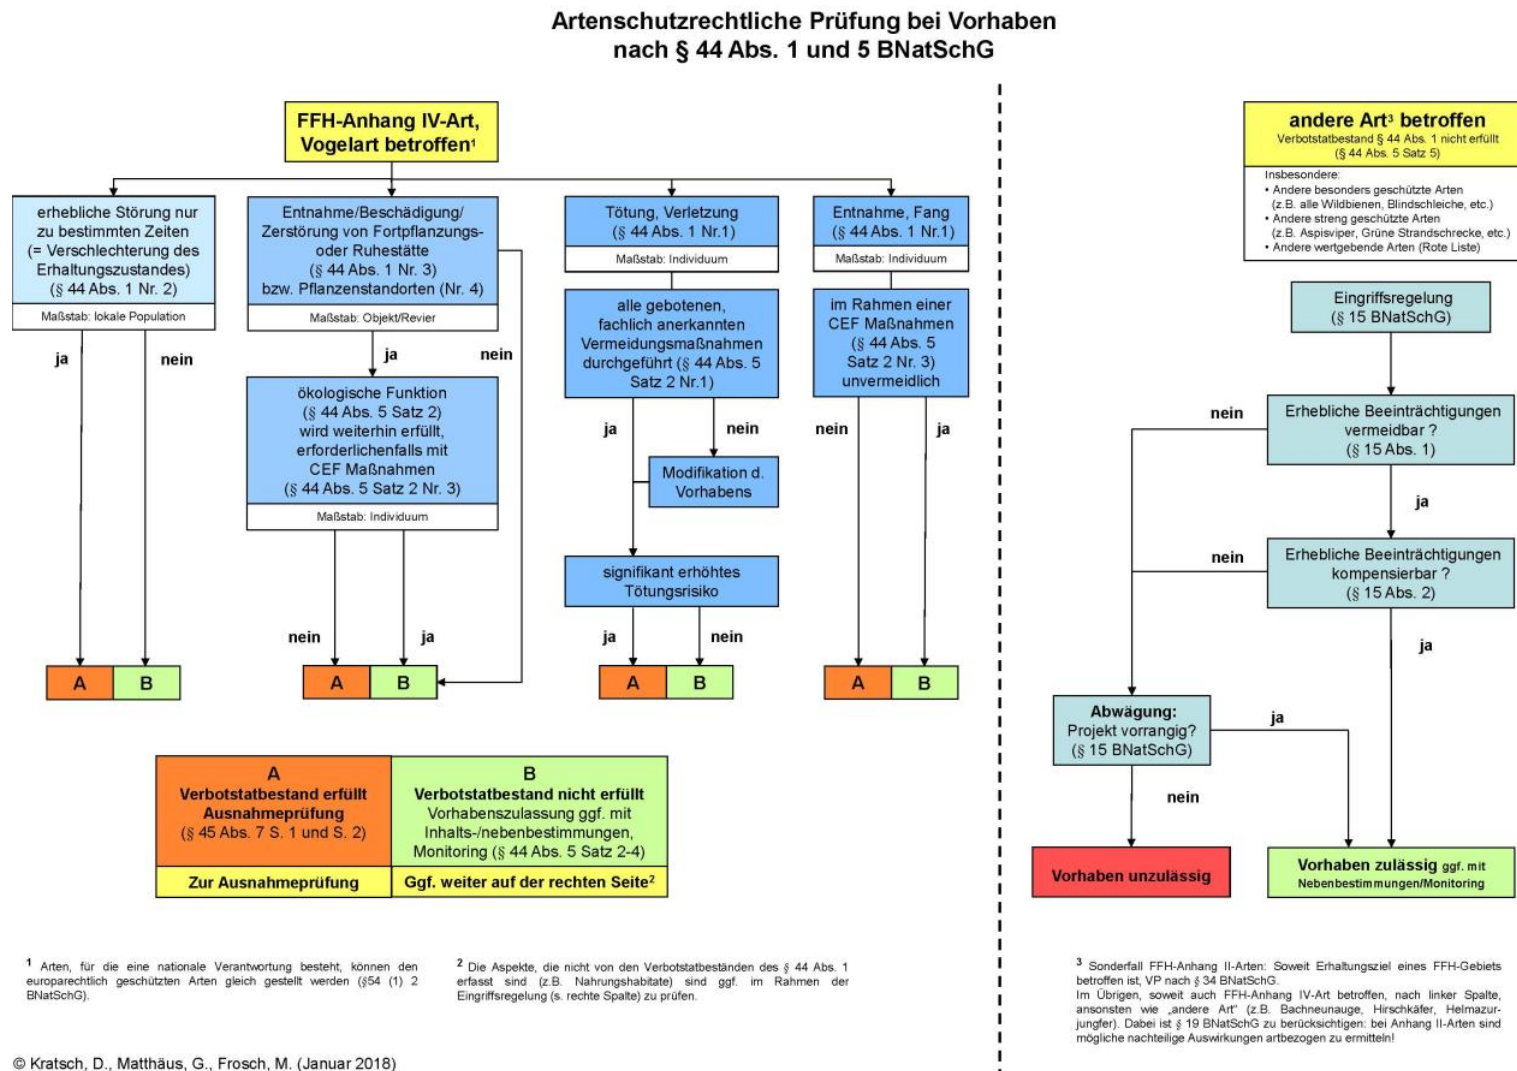 Artenschutzrechtliche Prüfung bei Vorhaben
nach § 44 Abs. 1 und 5 BNatSchG
FFH-Anhang IV-Art,
Vogelart betroffen¹
erhebliche Störung nur
zu bestimmten Zeiten
(= Verschlechterung des
Erhaltungszustandes)
(§ 44 Abs. 1 Nr. 2)
Maßstab: lokale Population
ja
nein
Entnahme/Beschädigung/
Zerstörung von Fortpflanzungs-
oder Ruhestätte
(§ 44 Abs. 1 Nr. 3)
bzw. Pflanzenstandorten (Nr. 4)
Maßstab: Objekt/Revier
ja
nein
ökologische Funktion
(§ 44 Abs. 5 Satz 2)
wird weiterhin erfüllt,
erforderlichenfalls mit
CEF Maßnahmen
(§ 44 Abs. 5 Satz 2 Nr. 3)
Maßstab: Individuum
nein
ja
Tötung, Verletzung
(§ 44 Abs. 1 Nr.1)
Maßstab: Individuum
alle gebotenen,
fachlich anerkannten
Vermeidungsmaßnahmen
durchgeführt (§ 44 Abs. 5
Satz 2 Nr.1)
ja
nein
Modifikation d.
Vorhabens
signifikant erhöhtes
Tötungsrisiko
ja
nein
Entnahme, Fang
(§ 44 Abs. 1 Nr.1)
Maßstab: Individuum
im Rahmen einer
CEF Maßnahmen
(§ 44 Abs. 5
Satz 2 Nr. 3)
unvermeidlich
nein
ja
A B
A B
A B
A B
A
Verbotstatbestand erfüllt
Ausnahmeprüfung
(§ 45 Abs. 7 S. 1 und S. 2)
Zur Ausnahmeprüfung
B
Verbotstatbestand nicht erfüllt
Vorhabenszulassung ggf. mit
Inhalts-/nebenbestimmungen,
Monitoring (§ 44 Abs. 5 Satz 2-4)
Ggf. weiter auf der rechten Seite²
¹ Arten, für die eine nationale Verantwortung besteht, können den
europarechtlich geschützten Arten gleich gestellt werden (§54 (1) 2
BNatSchG).
² Die Aspekte, die nicht von den Verbotstatbeständen des § 44 Abs. 1
erfasst sind (z.B. Nahrungshabitate) sind ggf. im Rahmen der
Eingriffsregelung (s. rechte Spalte) zu prüfen.
© Kratsch, D., Matthäus, G., Frosch, M. (Januar 2018)
andere Art³ betroffen
Verbotstatbestand § 44 Abs. 1 nicht erfüllt
(§ 44 Abs. 5 Satz 5)
Insbesondere:
• Andere besonders geschützte Arten
(z.B. alle Wildbienen, Blindschleiche, etc.)
• Andere streng geschützte Arten
(z.B. Aspisviper, Grüne Strandschrecke, etc.)
• Andere wertgebende Arten (Rote Liste)
Eingriffsregelung
(§ 15 BNatSchG)
Erhebliche Beeinträchtigungen
vermeidbar ?
(§ 15 Abs. 1)
nein
ja
Erhebliche Beeinträchtigungen
kompensierbar ?
(§ 15 Abs. 2)
nein
ja
Abwägung:
Projekt vorrangig?
(§ 15 BNatSchG)
ja
nein
Vorhaben unzulässig
Vorhaben zulässig ggf. mit
Nebenbestimmungen/Monitoring
³ Sonderfall FFH-Anhang II-Arten: Soweit Erhaltungsziel eines FFH-Gebiets
betroffen ist, VP nach § 34 BNatSchG.
Im Übrigen, soweit auch FFH-Anhang IV-Art betroffen, nach linker Spalte,
ansonsten wie „andere Art“ (z.B. Bachneunauge, Hirschkäfer, Helmazur-
jungfer). Dabei ist § 19 BNatSchG zu berücksichtigen: bei Anhang II-Arten sind
mögliche nachteilige Auswirkungen artbezogen zu ermitteln!